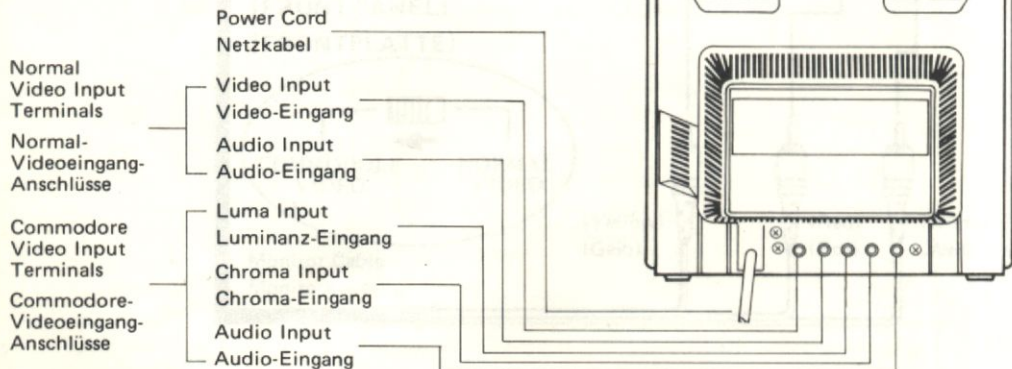 Power Cord
Netzkabel
Normal
Video Input
Terminals
Normal-
Videoeingang-
Anschlüsse
Video Input
Video-Eingang
Audio Input
Audio-Eingang
Commodore
Video Input
Terminals
Commodore-
Videoeingang-
Anschlüsse
Luma Input
Luminanz-Eingang
Chroma Input
Chroma-Eingang
Audio Input
Audio-Eingang